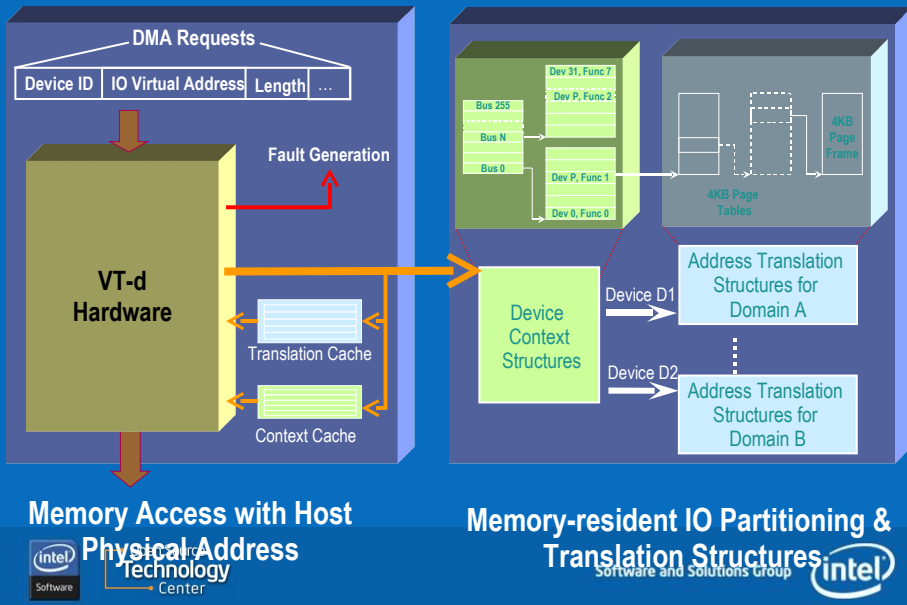 DMA Requests
Device ID IO Virtual Address Length ...
Fault Generation
VT-d
Hardware
Translation Cache
Context Cache
Memory Access with Host
Physical Address
Dev 31, Func 7
Dev P, Func 2
Bus 255
Bus N
Bus 0
Dev P, Func 1
Dev 0, Func 0
4KB
Page
Frame
4KB Page
Tables
Device
Context
Structures
Device D1
Device D2
Address Translation
Structures for
Domain A
Address Translation
Structures for
Domain B
Memory-resident IO Partitioning &
Translation Structures
intel
Software
Technology
Center
Software and Solutions Group
intel